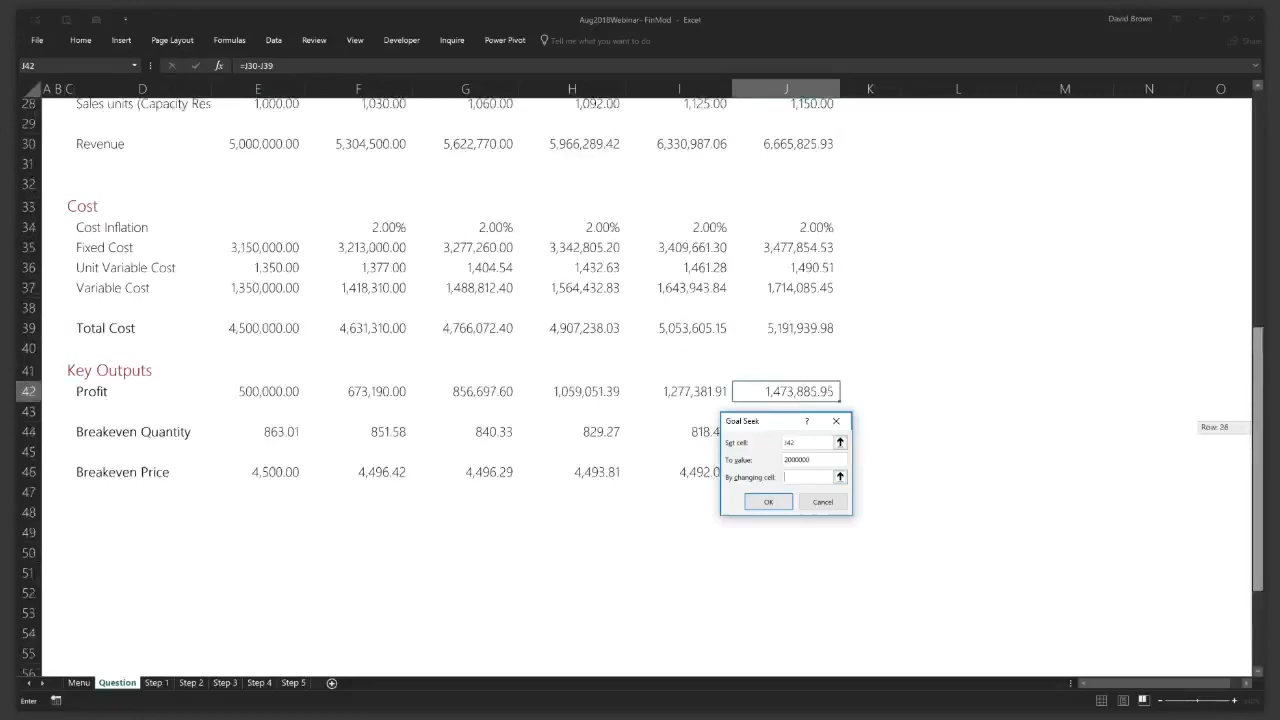 Aug2018Webinar- FinMod - Excel
David Brown
File Home Insert Page Layout Formulas Data Review View Developer Inquire Power Pivot Tell me what you want to do Share
J42 fx =J30-J39
A B C D E F G H I J K L M N O
28 Sales units (Capacity Res 1,000.00 1,030.00 1,060.00 1,092.00 1,125.00 1,150.00
29
30 Revenue 5,000,000.00 5,304,500.00 5,622,770.00 5,966,289.42 6,330,987.06 6,665,825.93
31
32
33 Cost
34 Cost Inflation 2.00% 2.00% 2.00% 2.00% 2.00%
35 Fixed Cost 3,150,000.00 3,213,000.00 3,277,260.00 3,342,805.20 3,409,661.30 3,477,854.53
36 Unit Variable Cost 1,350.00 1,377.00 1,404.54 1,432.63 1,461.28 1,490.51
37 Variable Cost 1,350,000.00 1,418,310.00 1,488,812.40 1,564,432.83 1,643,943.84 1,714,085.45
38
39 Total Cost 4,500,000.00 4,631,310.00 4,766,072.40 4,907,238.03 5,053,605.15 5,191,939.98
40
41 Key Outputs
42 Profit 500,000.00 673,190.00 856,697.60 1,059,051.39 1,277,381.91 1,473,885.95
43
Goal Seek ?
44 Breakeven Quantity 863.01 851.58 840.33 829.27 818.4
Row: 26
Set cell: J42
45
To value: 2000000
46 Breakeven Price 4,500.00 4,496.42 4,496.29 4,493.81 4,492.0
By changing cell:
47
OK Cancel
48
49
50
51
52
53
54
55
56
Menu Question Step 1 Step 2 Step 3 Step 4 Step 5
Enter